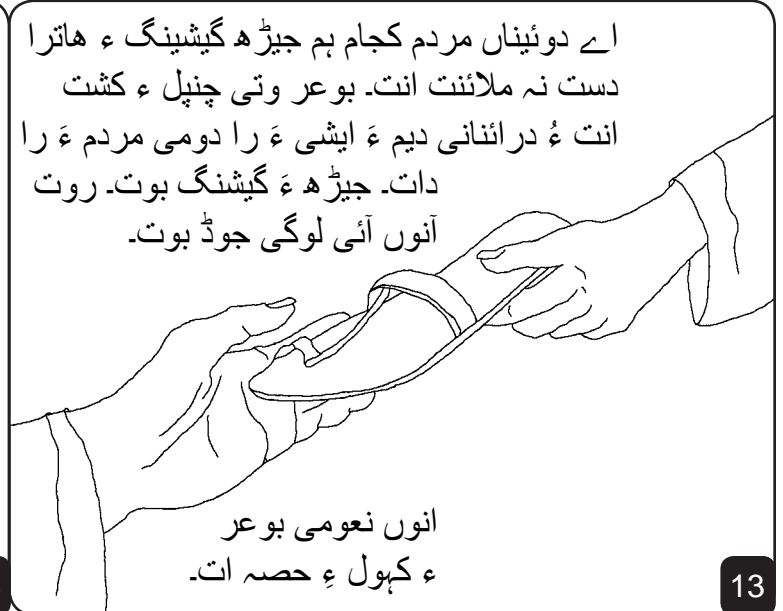 اے دوئیناں مردم کجام ہم جیڑھ گیشینگ ء ھاترا
دست نہ ملائنت انت۔ بوعر وتی چنپل ء کشت
انت ءُ درائنانی دیم ءَ ایشی ءَ را دومی مردم ءَ را
دات۔ جیڑھ ءَ گیشنگ بوت۔ روت
آنوں آئی لوگی جوڈ بوت۔
انوں نعومی بوعر
ء کہول ءِ حصہ ات۔
13